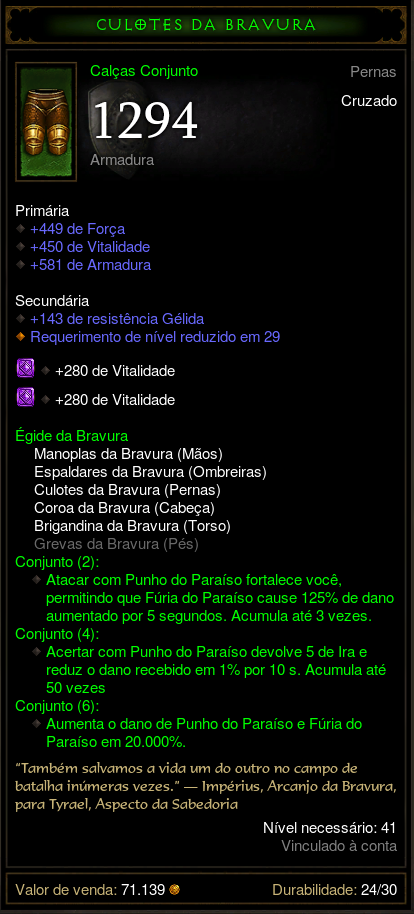 CULOTES DA BRAVURA
Calças Conjunto
Pernas
1294
Cruzado
Armadura
Primária
+449 de Força
+450 de Vitalidade
+581 de Armadura
Secundária
+143 de resistência Gélida
Requerimento de nível reduzido em 29
+280 de Vitalidade
+280 de Vitalidade
Égide da Bravura
Manoplas da Bravura (Mãos)
Espaldares da Bravura (Ombreiras)
Culotes da Bravura (Pernas)
Coroa da Bravura (Cabeça)
Brigandina da Bravura (Torso)
Grevas da Bravura (Pés)
Conjunto (2):
Atacar com Punho do Paraíso fortalece você,
permitindo que Fúria do Paraíso cause 125% de dano
aumentado por 5 segundos. Acumula até 3 vezes.
Conjunto (4):
Acertar com Punho do Paraíso devolve 5 de Ira e
reduz o dano recebido em 1% por 10 s. Acumula até
50 vezes
Conjunto (6):
Aumenta o dano de Punho do Paraíso e Fúria do
Paraíso em 20.000%.
"Também salvamos a vida um do outro no campo de
batalha inúmeras vezes." — Impérius, Arcanjo da Bravura,
para Tyrael, Aspecto da Sabedoria
Nível necessário: 41
Vinculado à conta
Valor de venda: 71.139
Durabilidade: 24/30